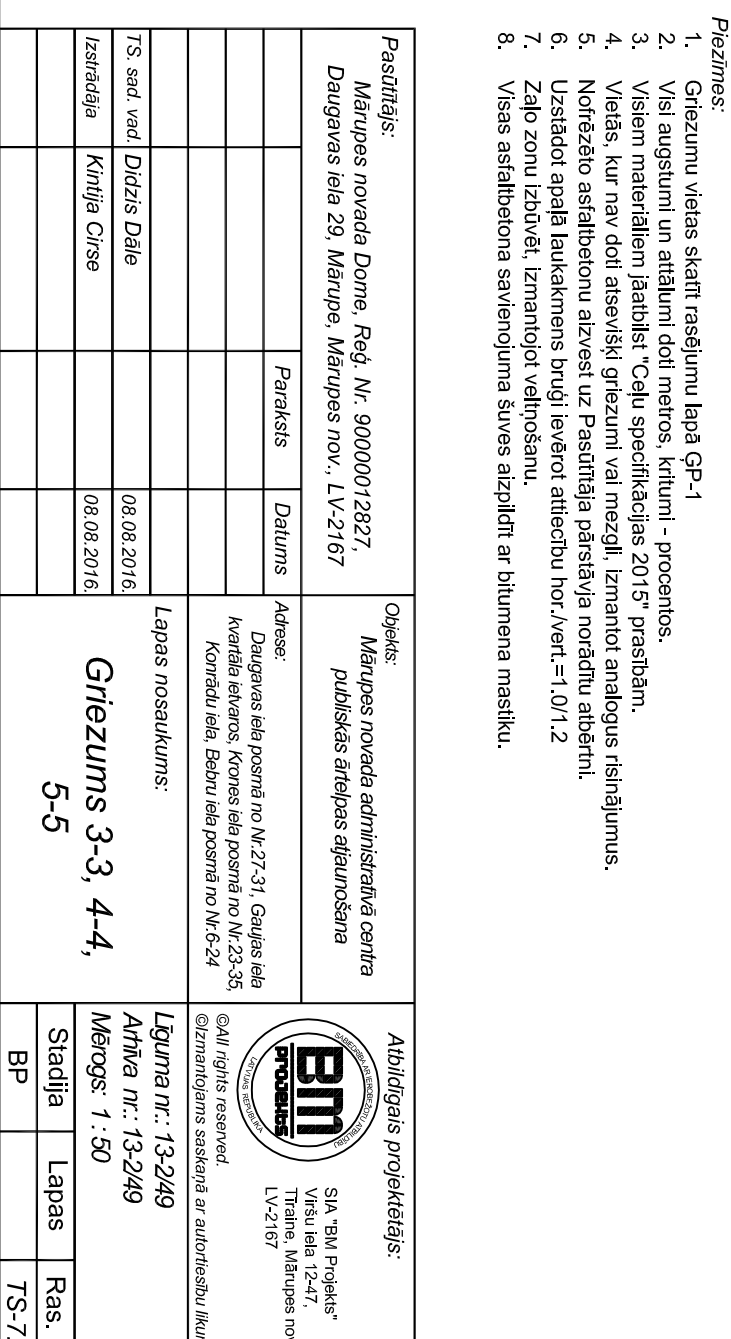 Piezīmes:
1. Griezumu vietas skatīt rasējumu lapā ĢP-1
2. Visi augstumi un attālumi doti metros, kritumi - procentos.
3. Visiem materiāliem jāatbilst "Ceļu specifikācijas 2015" prasībām.
4. Vietās, kur nav doti atsevišķi griezumi vai mezgli, izmantot analogus risinājumus.
5. Nofrēzēto asfaltbetonu aizvest uz Pasūtītāja pārstāvja norādītu atbērtni.
6. Uzstādot apaļā laukakmens bruģi ievērot attiecību hor./vert.=1.0/1.2
7. Zaļo zonu izbūvēt, izmantojot veltņošanu.
8. Visas asfaltbetona savienojuma šuves aizpildīt ar bitumena mastiku.
Pasūtītājs:
Mārupes novada Dome, Reģ. Nr. 90000012827,
Daugavas iela 29, Mārupe, Mārupes nov., LV-2167
Paraksts
Datums
TS. sad. vad.
Didzis Dāle
08.08.2016.
Izstrādāja
Kintija Cirse
08.08.2016.
Objekts:
Mārupes novada administratīvā centra
publiskās ārtelpas atjaunošana
Adrese:
Daugavas iela posmā no Nr.27-31, Gaujas iela
kvartāla ietvaros, Krones iela posmā no Nr.23-35,
Konrādu iela, Bebru iela posmā no Nr.6-24
Lapas nosaukums:
Griezums 3-3, 4-4,
5-5
Atbildīgais projektētājs:
SABIEDRĪBA AR IEROBEŽOTU ATBILDĪBU
BM
PROJEKTS
LATVIJAS REPUBLIKA
SIA "BM Projekts"
Viršu iela 12-47,
Tīraine, Mārupes nov
LV-2167
©All rights reserved.
©Izmantojams saskaņā ar autortiesību likum
Līguma nr.: 13-2/49
Arhīva nr.: 13-2/49
Mērogs: 1 : 50
Stadija
Lapas
Ras.
BP
TS-7.